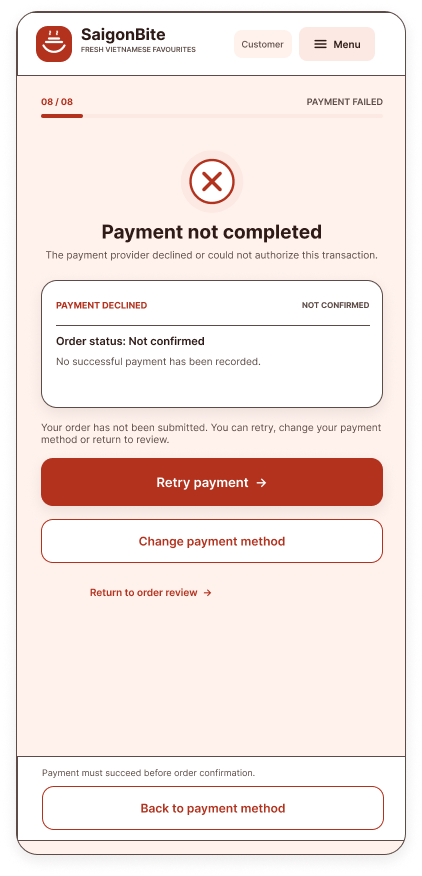 SaigonBite
FRESH VIETNAMESE FAVOURITES
Customer
Menu
08 / 08
PAYMENT FAILED
Payment not completed
The payment provider declined or could not authorize this transaction.
PAYMENT DECLINED
NOT CONFIRMED
Order status: Not confirmed
No successful payment has been recorded.
Your order has not been submitted. You can retry, change your payment
method or return to review.
Retry payment →
Change payment method
Return to order review →
Payment must succeed before order confirmation.
Back to payment method